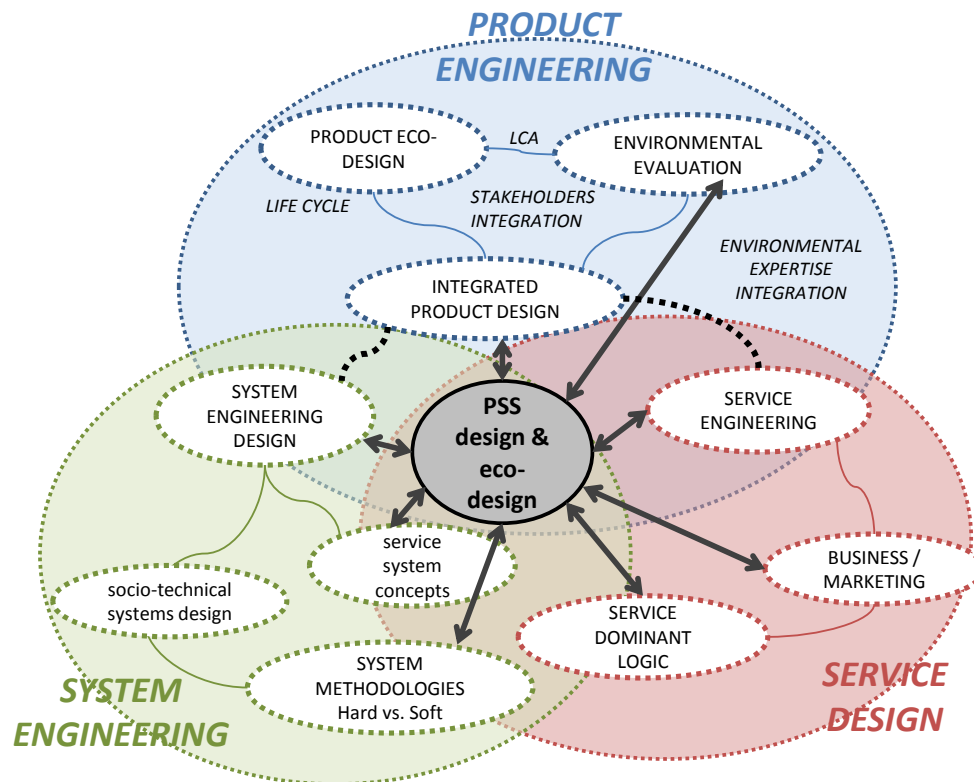 PRODUCT
ENGINEERING
PRODUCT ECO-
DESIGN
LCA
ENVIRONMENTAL
EVALUATION
LIFE CYCLE
STAKEHOLDERS
INTEGRATION
ENVIRONMENTAL
EXPERTISE
INTEGRATION
INTEGRATED
PRODUCT DESIGN
SYSTEM
ENGINEERING
DESIGN
PSS
design &
eco-
design
SERVICE
ENGINEERING
service
system
concepts
socio-technical
systems design
BUSINESS /
MARKETING
SERVICE
DOMINANT
LOGIC
SYSTEM
METHODOLOGIES
Hard vs. Soft
SYSTEM
ENGINEERING
SERVICE
DESIGN